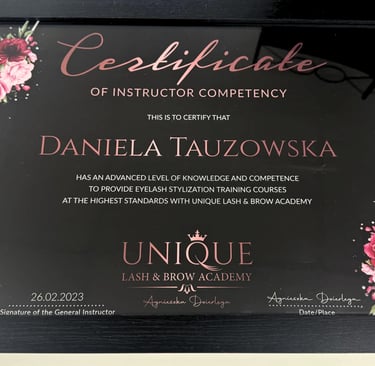 Certificate
OF INSTRUCTOR COMPETENCY
THIS IS TO CERTIFY THAT
DANIELA TAUZOWSKA
HAS AN ADVANCED LEVEL OF KNOWLEDGE AND COMPETENCE
TO PROVIDE EYELASH STYLIZATION TRAINING COURSES
AT THE HIGHEST STANDARDS WITH UNIQUE LASH & BROW ACADEMY
UNIQUE
LASH & BROW ACADEMY
26.02.2023
Agnieszka
Agnieszka
Signature of the General Instructor
Date/Place